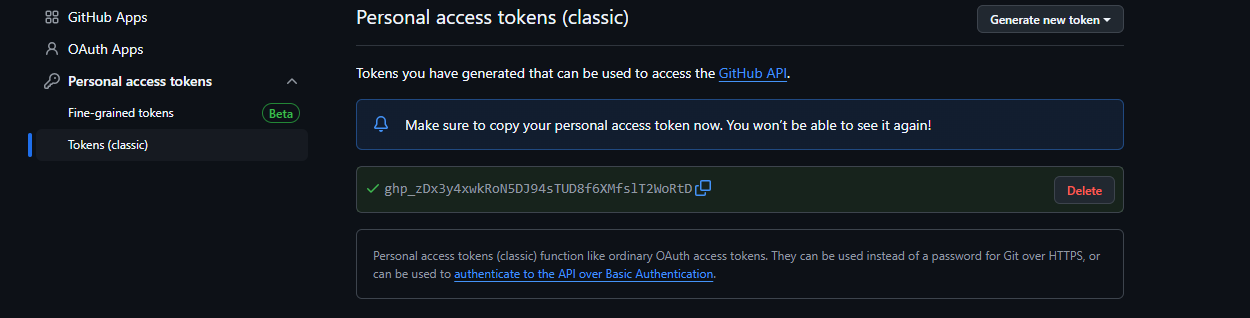 GitHub Apps
OAuth Apps
Personal access tokens
Fine-grained tokens Beta
Tokens (classic)
Personal access tokens (classic)
Generate new token
Tokens you have generated that can be used to access the GitHub API.
Make sure to copy your personal access token now. You won’t be able to see it again!
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
Delete
Personal access tokens (classic) function like ordinary OAuth access tokens. They can be used instead of a password for Git over HTTPS, or
can be used to authenticate to the API over Basic Authentication.